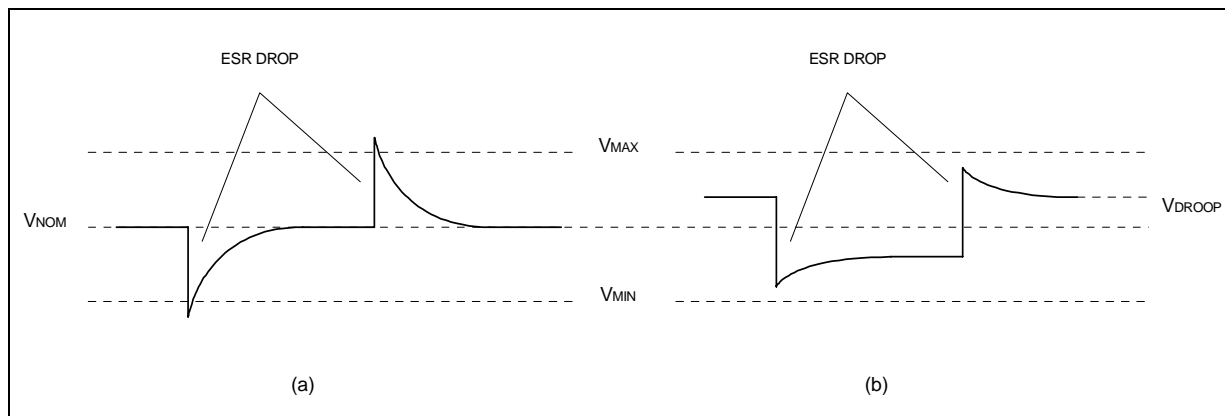 ESR DROP
ESR DROP
VMAX
VNOM
VDROOP
VMIN
(a)
(b)